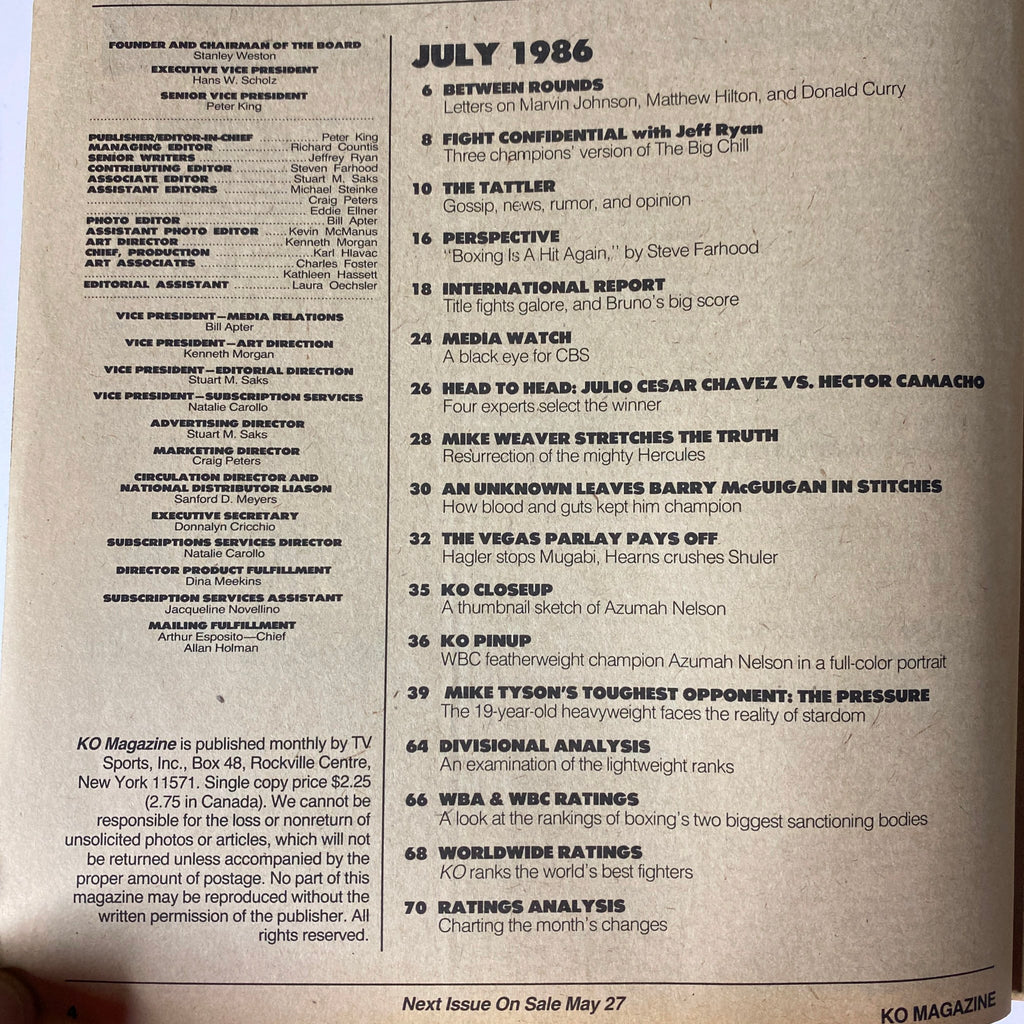 FOUNDER AND CHAIRMAN OF THE BOARD
Stanley Weston
EXECUTIVE VICE PRESIDENT
Hans W. Scholz
SENIOR VICE PRESIDENT
Peter King
PUBLISHER/EDITOR-IN-CHIEF Peter King
MANAGING EDITOR Richard Countis
SENIOR WRITERS Jeffrey Ryan
CONTRIBUTING EDITOR Steven Farhood
ASSOCIATE EDITOR Stuart M. Saks
ASSISTANT EDITORS Michael Steinke
Craig Peters
Eddie Ellner
PHOTO EDITOR Bill Apter
ASSISTANT PHOTO EDITOR Kevin McManus
ART DIRECTOR Kenneth Morgan
CHIEF, PRODUCTION Karl Hlavac
ART ASSOCIATES Charles Foster
Kathleen Hassett
EDITORIAL ASSISTANT Laura Oechsler
VICE PRESIDENT—MEDIA RELATIONS
Bill Apter
VICE PRESIDENT—ART DIRECTION
Kenneth Morgan
VICE PRESIDENT—EDITORIAL DIRECTION
Stuart M. Saks
VICE PRESIDENT—SUBSCRIPTION SERVICES
Natalie Carollo
ADVERTISING DIRECTOR
Stuart M. Saks
MARKETING DIRECTOR
Craig Peters
CIRCULATION DIRECTOR AND
NATIONAL DISTRIBUTOR LIASON
Sanford D. Meyers
EXECUTIVE SECRETARY
Donnalyn Cricchio
SUBSCRIPTIONS SERVICES DIRECTOR
Natalie Carollo
DIRECTOR PRODUCT FULFILLMENT
Dina Meekins
SUBSCRIPTION SERVICES ASSISTANT
Jacqueline Novellino
MAILING FULFILLMENT
Arthur Esposito—Chief
Allan Holman
KO Magazine is published monthly by TV
Sports, Inc., Box 48, Rockville Centre,
New York 11571. Single copy price $2.25
(2.75 in Canada). We cannot be
responsible for the loss or nonreturn of
unsolicited photos or articles, which will not
be returned unless accompanied by the
proper amount of postage. No part of this
magazine may be reproduced without the
written permission of the publisher. All
rights reserved.
JULY 1986
6 BETWEEN ROUNDS
Letters on Marvin Johnson, Matthew Hilton, and Donald Curry
8 FIGHT CONFIDENTIAL with Jeff Ryan
Three champions' version of The Big Chill
10 THE TATTLER
Gossip, news, rumor, and opinion
16 PERSPECTIVE
"Boxing Is A Hit Again," by Steve Farhood
18 INTERNATIONAL REPORT
Title fights galore, and Bruno's big score
24 MEDIA WATCH
A black eye for CBS
26 HEAD TO HEAD: JULIO CESAR CHAVEZ VS. HECTOR CAMACHO
Four experts select the winner
28 MIKE WEAVER STRETCHES THE TRUTH
Resurrection of the mighty Hercules
30 AN UNKNOWN LEAVES BARRY McGUIGAN IN STITCHES
How blood and guts kept him champion
32 THE VEGAS PARLAY PAYS OFF
Hagler stops Mugabi, Hearns crushes Shuler
35 KO CLOSEUP
A thumbnail sketch of Azumah Nelson
36 KO PINUP
WBC featherweight champion Azumah Nelson in a full-color portrait
39 MIKE TYSON'S TOUGHEST OPPONENT: THE PRESSURE
The 19-year-old heavyweight faces the reality of stardom
64 DIVISIONAL ANALYSIS
An examination of the lightweight ranks
66 WBA & WBC RATINGS
A look at the rankings of boxing's two biggest sanctioning bodies
68 WORLDWIDE RATINGS
KO ranks the world's best fighters
70 RATINGS ANALYSIS
Charting the month's changes
4
Next Issue On Sale May 27
KO MAGAZINE